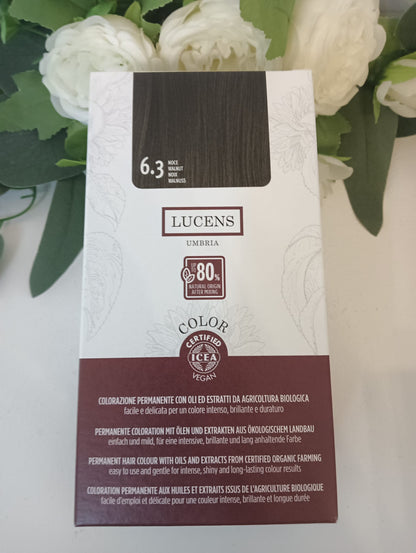 6.3
NOCE
WALNUT
NOIX
WALNUSS
LUCENS
UMBRIA
UP TO
80%
NATURAL ORIGIN
AFTER MIXING
COLOR
CERTIFIED
ICEA
VEGAN
COLORAZIONE PERMANENTE CON OLI ED ESTRATTI DA AGRICOLTURA BIOLOGICA
facile e delicata per un colore intenso, brillante e duraturo
PERMANENTE COLORATION MIT ÖLEN UND EXTRAKTEN AUS ÖKOLOGISCHEM LANDBAU
einfach und mild, für eine intensive, brillante und lang anhaltende Farbe
PERMANENT HAIR COLOUR WITH OILS AND EXTRACTS FROM CERTIFIED ORGANIC FARMING
easy to use and gentle for intense, shiny and long-lasting colour results
COLORATION PERMANENTE AUX HUILES ET EXTRAITS ISSUS DE L'AGRICULTURE BIOLOGIQUE
facile d'emploi et délicate pour une couleur intense, brillante et longue durée